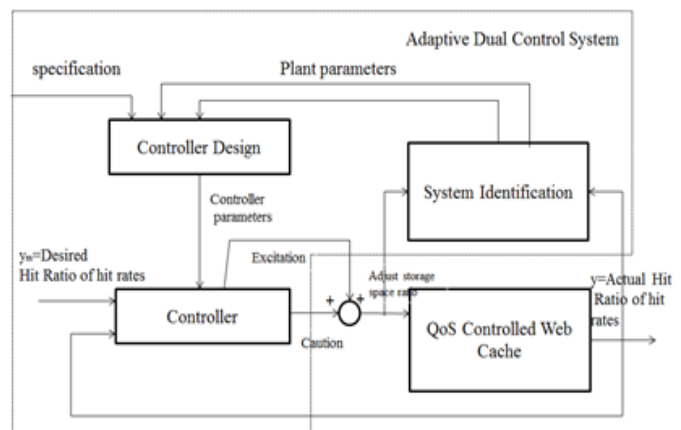 Adaptive Dual Control System
specification
Plant parameters
Controller Design
System Identification
Controller
parameters
ym=Desired
Hit Ratio of hit rates
Excitation
Adjust storage
space ratio
y=Actual Hit
Ratio of hit
rates
+
+
Controller
QoS Controlled Web
Cache
Caution